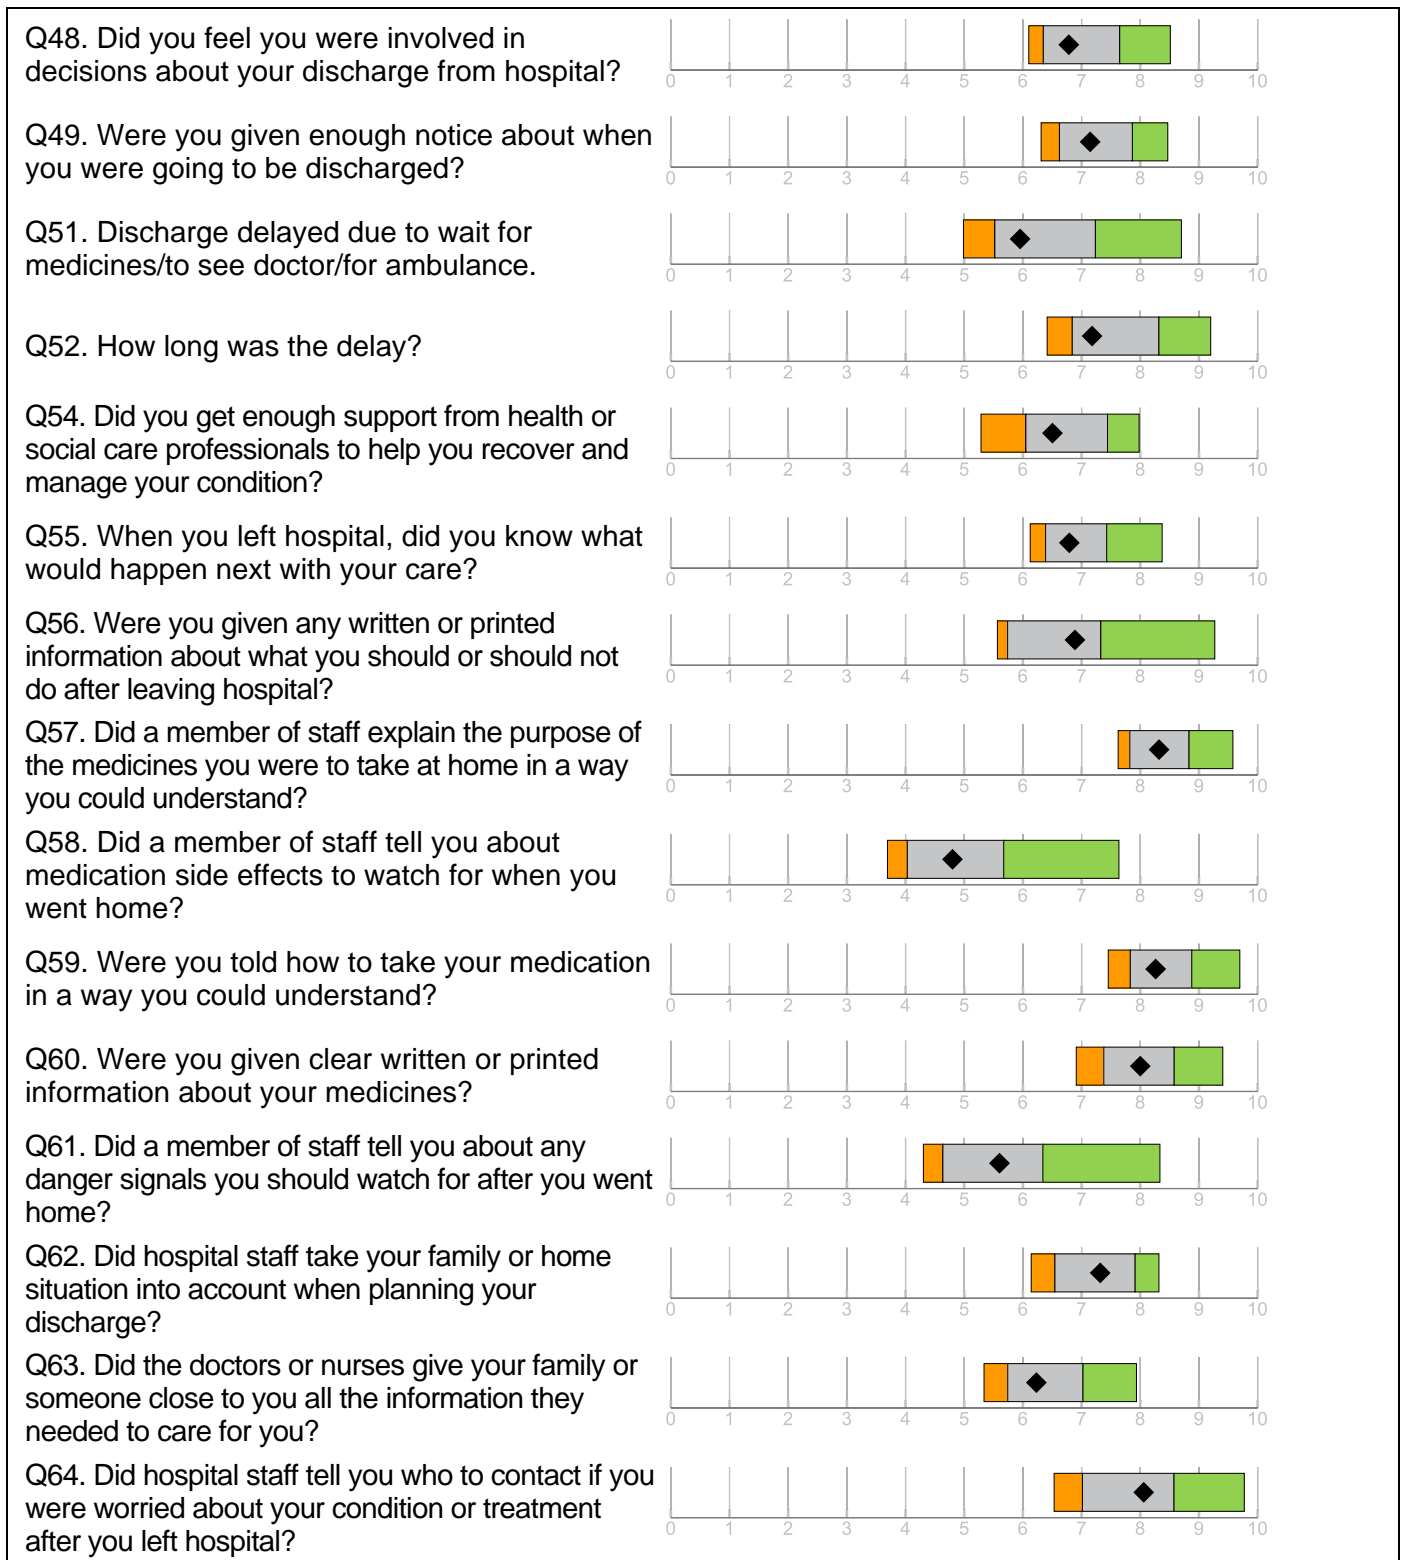 Q48. Did you feel you were involved in
decisions about your discharge from hospital?
0 1 2 3 4 5 6 7 8 9 10
Q49. Were you given enough notice about when
you were going to be discharged?
0 1 2 3 4 5 6 7 8 9 10
Q51. Discharge delayed due to wait for
medicines/to see doctor/for ambulance.
0 1 2 3 4 5 6 7 8 9 10
Q52. How long was the delay?
0 1 2 3 4 5 6 7 8 9 10
Q54. Did you get enough support from health or
social care professionals to help you recover and
manage your condition?
0 1 2 3 4 5 6 7 8 9 10
Q55. When you left hospital, did you know what
would happen next with your care?
0 1 2 3 4 5 6 7 8 9 10
Q56. Were you given any written or printed
information about what you should or should not
do after leaving hospital?
0 1 2 3 4 5 6 7 8 9 10
Q57. Did a member of staff explain the purpose of
the medicines you were to take at home in a way
you could understand?
0 1 2 3 4 5 6 7 8 9 10
Q58. Did a member of staff tell you about
medication side effects to watch for when you
went home?
0 1 2 3 4 5 6 7 8 9 10
Q59. Were you told how to take your medication
in a way you could understand?
0 1 2 3 4 5 6 7 8 9 10
Q60. Were you given clear written or printed
information about your medicines?
0 1 2 3 4 5 6 7 8 9 10
Q61. Did a member of staff tell you about any
danger signals you should watch for after you went
home?
0 1 2 3 4 5 6 7 8 9 10
Q62. Did hospital staff take your family or home
situation into account when planning your
discharge?
0 1 2 3 4 5 6 7 8 9 10
Q63. Did the doctors or nurses give your family or
someone close to you all the information they
needed to care for you?
0 1 2 3 4 5 6 7 8 9 10
Q64. Did hospital staff tell you who to contact if you
were worried about your condition or treatment
after you left hospital?
0 1 2 3 4 5 6 7 8 9 10